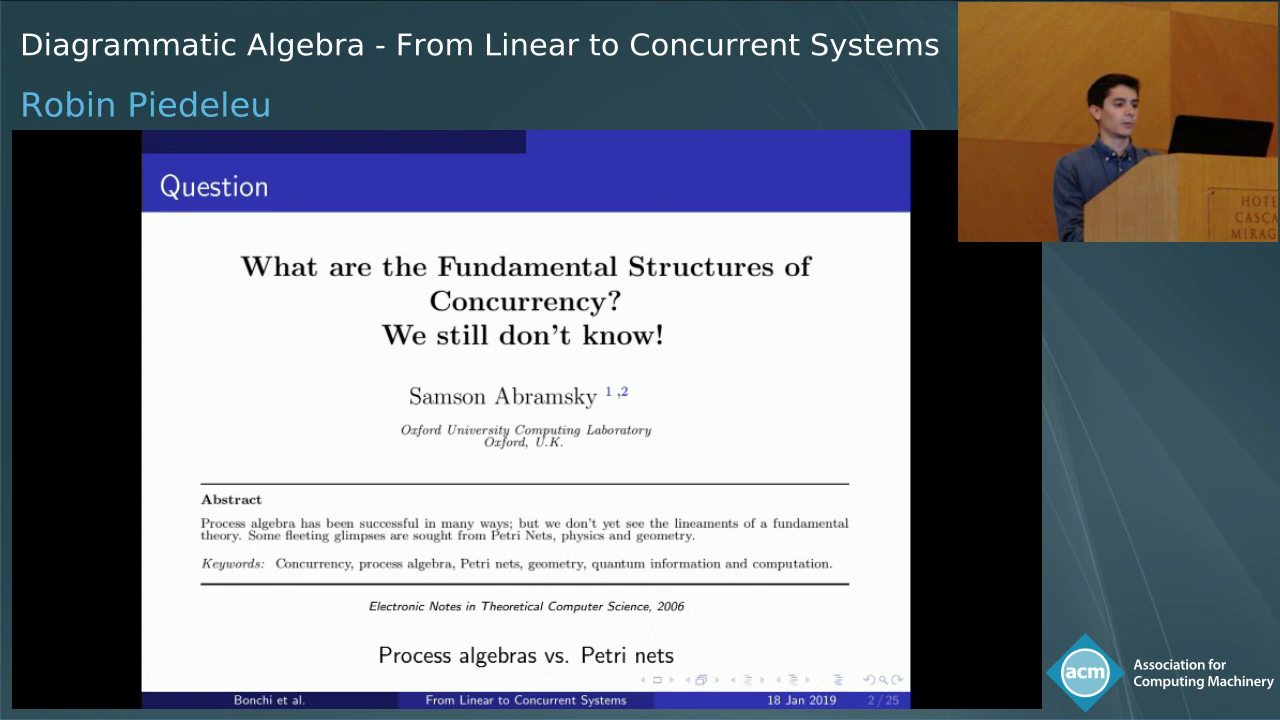 Diagrammatic Algebra - From Linear to Concurrent Systems
Robin Piedeleu
HOTE
CASCA
MIRAG
Question
What are the Fundamental Structures of
Concurrency?
We still don't know!
Samson Abramsky 1 ,2
Oxford University Computing Laboratory
Oxford, U.K.
Abstract
Process algebra has been successful in many ways; but we don't yet see the lineaments of a fundamental
theory. Some fleeting glimpses are sought from Petri Nets, physics and geometry.
Keywords: Concurrency, process algebra, Petri nets, geometry, quantum information and computation.
Electronic Notes in Theoretical Computer Science, 2006
Process algebras vs. Petri nets
Bonchi et al.
From Linear to Concurrent Systems
18 Jan 2019
2 / 25
acm
Association for
Computing Machinery